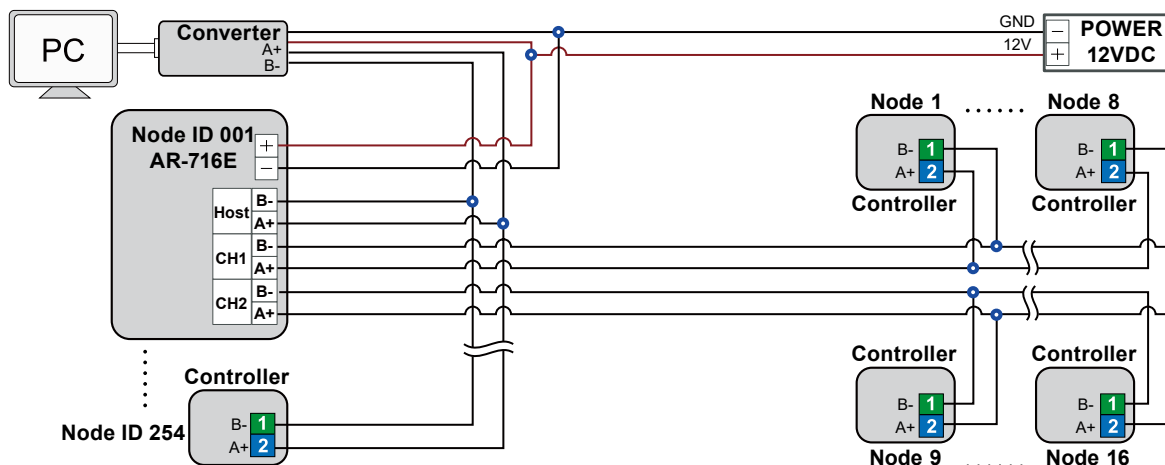 PC
Converter
A+
B-
GND
12V
−
+
POWER
12VDC
Node ID 001
AR-716E
+
−
Host
B-
A+
CH1
B-
A+
CH2
B-
A+
Node 1 ...... Node 8
B- 1
A+ 2
Controller
B- 1
A+ 2
Controller
Controller
B- 1
A+ 2
Node 9 ...... Node 16
Controller
B- 1
A+ 2
Controller
Node ID 254
B- 1
A+ 2